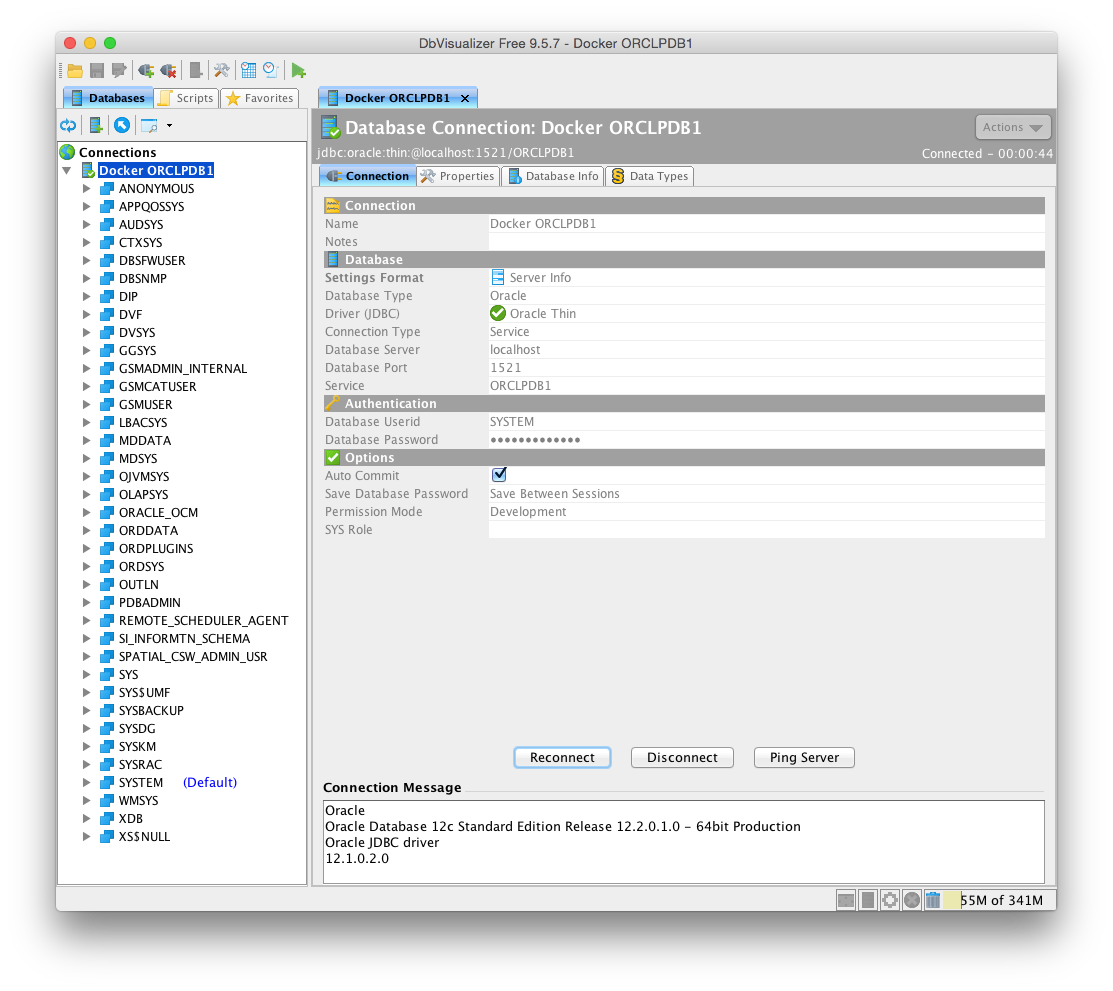 DbVisualizer Free 9.5.7 - Docker ORCLPDB1
Databases Scripts Favorites
Docker ORCLPDB1
Connections
Docker ORCLPDB1
ANONYMOUS
APPQOSSYS
AUDSYS
CTXSYS
DBSFWUSER
DBSNMP
DIP
DVF
DVSYS
GGSYS
GSMADMIN_INTERNAL
GSMCATUSER
GSMUSER
LBACSYS
MDDATA
MDSYS
OJVMSYS
OLAPSYS
ORACLE_OCM
ORDDATA
ORDPLUGINS
ORDSYS
OUTLN
PDBADMIN
REMOTE_SCHEDULER_AGENT
SI_INFORMTN_SCHEMA
SPATIAL_CSW_ADMIN_USR
SYS
SYS$UMF
SYSBACKUP
SYSDG
SYSKM
SYSRAC
SYSTEM (Default)
WMSYS
XDB
XS$NULL
Database Connection: Docker ORCLPDB1
Actions
jdbc:oracle:thin:@localhost:1521/ORCLPDB1
Connected - 00:00:44
Connection Properties Database Info Data Types
Connection
Name Docker ORCLPDB1
Notes
Database
Settings Format Server Info
Database Type Oracle
Driver (JDBC) Oracle Thin
Connection Type Service
Database Server localhost
Database Port 1521
Service ORCLPDB1
Authentication
Database Userid SYSTEM
Database Password •••••••••••••
Options
Auto Commit
Save Database Password Save Between Sessions
Permission Mode Development
SYS Role
Reconnect Disconnect Ping Server
Connection Message
Oracle
Oracle Database 12c Standard Edition Release 12.2.0.1.0 - 64bit Production
Oracle JDBC driver
12.1.0.2.0
55M of 341M